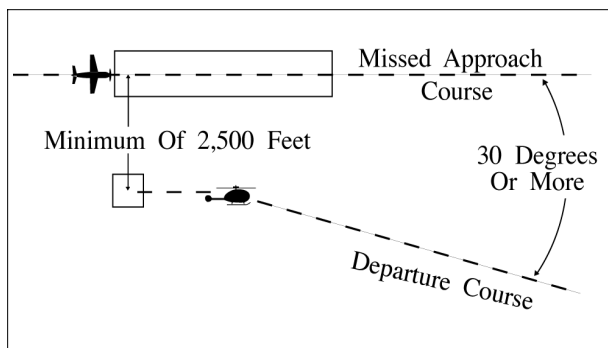 Missed Approach
Course
Minimum Of 2,500 Feet
30 Degrees
Or More
Departure Course